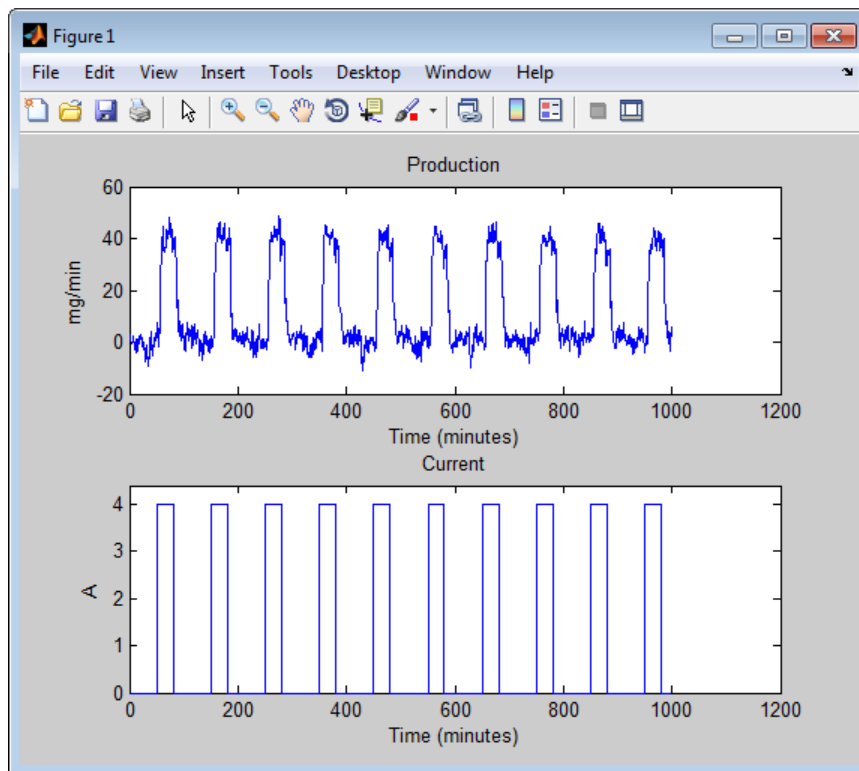 Figure 1
File Edit View Insert Tools Desktop Window Help
Production
60
40
20
0
-20
mg/min
0 200 400 600 800 1000 1200
Time (minutes)
Current
4
3
2
1
0
A
0 200 400 600 800 1000 1200
Time (minutes)